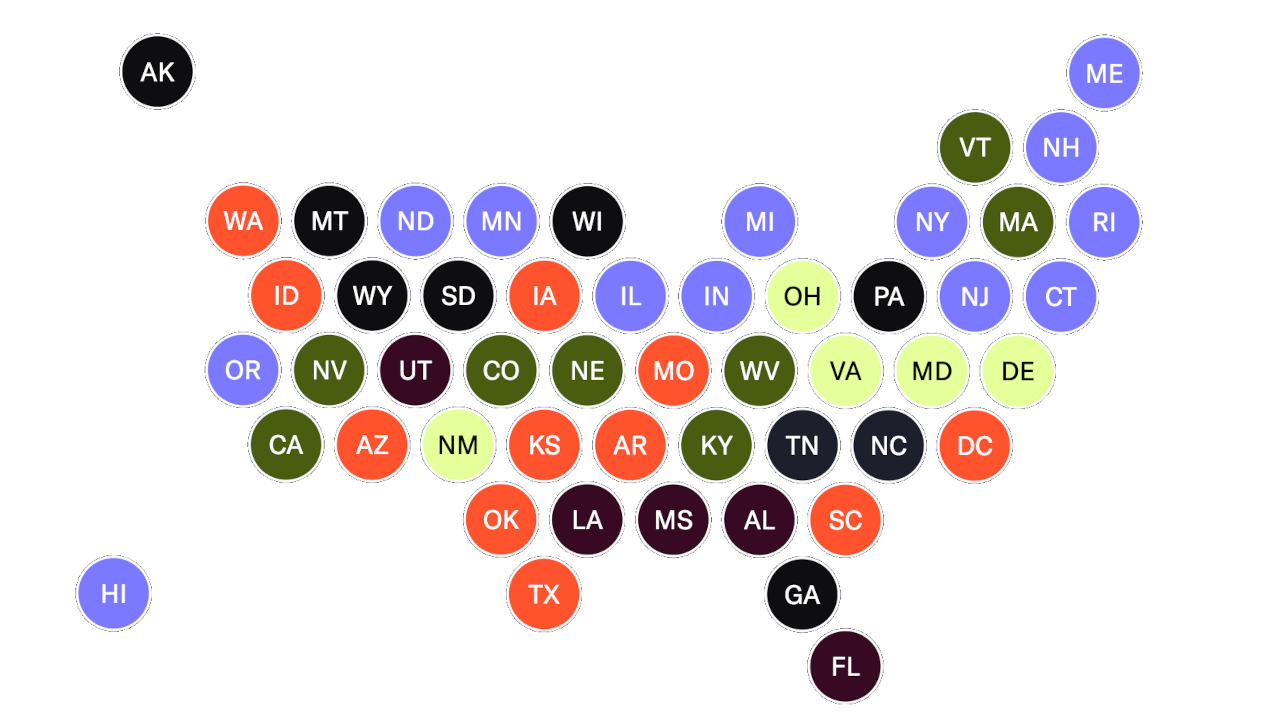 AK ME
VT NH
WA MT ND MN WI MI NY MA RI
ID WY SD IA IL IN OH PA NJ CT
OR NV UT CO NE MO WV VA MD DE
CA AZ NM KS AR KY TN NC DC
OK LA MS AL SC
HI TX GA
FL